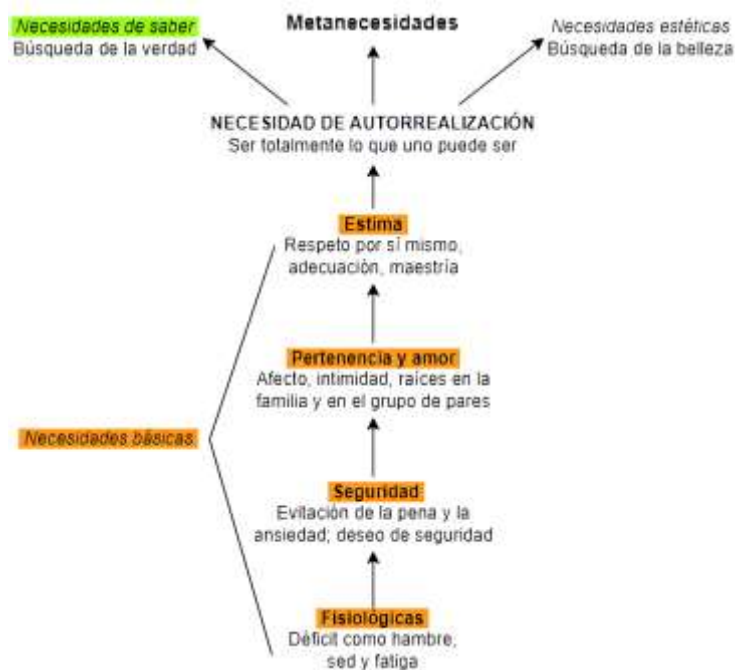 Necesidades de saber
Búsqueda de la verdad
Metanecesidades
Necesidades estéticas
Búsqueda de la belleza
NECESIDAD DE AUTORREALIZACIÓN
Ser totalmente lo que uno puede ser
Estima
Respeto por sí mismo,
adecuación, maestría
Pertenencia y amor
Afecto, intimidad, raíces en la
familia y en el grupo de pares
Necesidades básicas
Seguridad
Evitación de la pena y la
ansiedad; deseo de seguridad
Fisiológicas
Déficit como hambre,
sed y fatiga